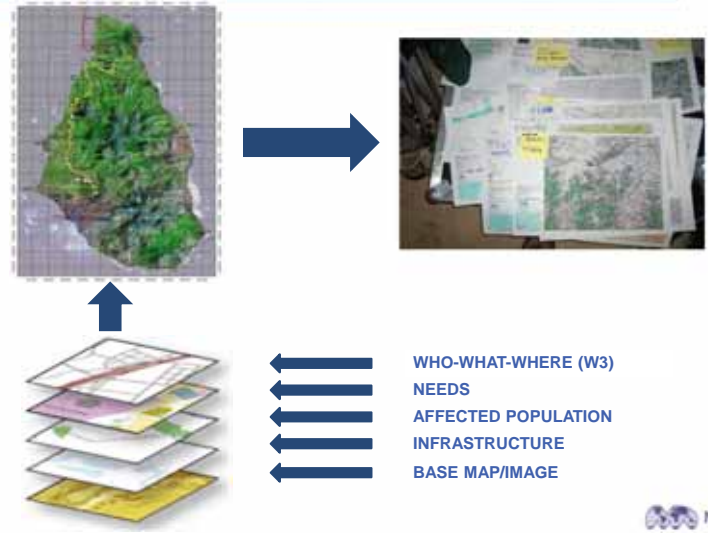 WHO-WHAT-WHERE (W3)
NEEDS
AFFECTED POPULATION
INFRASTRUCTURE
BASE MAP/IMAGE